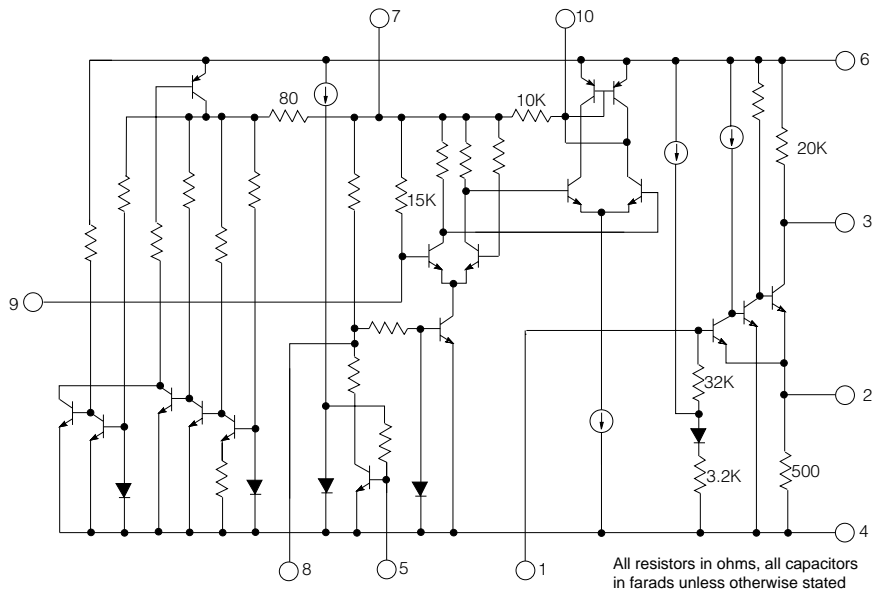 7
10
6
80
10K
20K
15K
3
9
32K
2
3.2K
500
4
8
5
1
All resistors in ohms, all capacitors
in farads unless otherwise stated